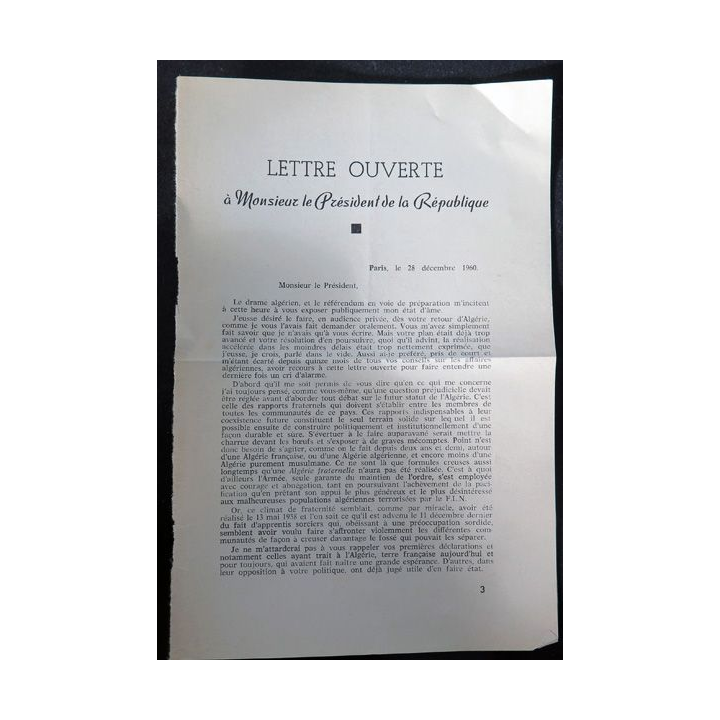 LETTRE OUVERTE
à Monsieur le Président de la République
Paris, le 28 décembre 1960.
Monsieur le Président,
Le drame algérien, et le référendum en voie de préparation m'incitent
à cette heure à vous exposer publiquement mon état d'âme.
J'eusse désiré le faire, en audience privée, dès votre retour d'Algérie,
comme je vous l'avais fait demander oralement. Vous m'avez simplement
fait savoir que je n'avais qu'à vous écrire. Mais votre plan était déjà trop
avancé et votre résolution d'en poursuivre, quoi qu'il advint, la réalisation
accélérée dans les moindres délais était trop nettement exprimée, que
j'eusse, je crois, parlé dans le vide. Aussi ai-je préféré, pris de court et
m'étant écarté depuis quinze mois de tous vos conseils sur les affaires
algériennes, avoir recours à cette lettre ouverte pour faire entendre une
dernière fois un cri d'alarme.
D'abord qu'il me soit permis de vous dire qu'en ce qui me concerne
j'ai toujours pensé, comme vous-même, qu'une question préjudicielle devait
être réglée avant d'aborder tout débat sur le futur statut de l'Algérie. C'est
celle des rapports fraternels qui doivent s'établir entre les membres de
toutes les communautés de ce pays. Ces rapports indispensables à leur
coexistence future constituent le seul terrain solide sur lequel il est
possible ensuite de construire politiquement et institutionnellement d'une
façon durable et sûre. S'évertuer à le faire auparavant serait mettre la
charrue devant les bœufs et s'exposer à de graves mécomptes. Point n'est
donc besoin de s'agiter, comme on le fait depuis deux ans et demi, autour
d'une Algérie française, ou d'une Algérie algérienne, et encore moins d'une
Algérie purement musulmane. Ce ne sont là que formules creuses aussi
longtemps qu'une Algérie fraternelle n'aura pas été réalisée. C'est à quoi
d'ailleurs l'Armée, seule garante du maintien de l'ordre, s'est employée
avec courage et abnégation, tant en poursuivant l'achèvement de la paci-
fication qu'en prêtant son appui le plus généreux et le plus désintéressé
aux malheureuses populations algériennes terrorisées par le F.L.N.
Or, ce climat de fraternité semblait, comme par miracle, avoir été
réalisé le 13 mai 1958 et l'on sait ce qu'il est advenu le 11 décembre dernier
du fait d'apprentis sorciers qui, obéissant à une préoccupation sordide,
semblent avoir voulu faire s'affronter violemment les différentes com-
munautés de façon à creuser davantage le fossé qui pouvait les séparer.
Je ne m'attarderai pas à vous rappeler vos premières déclarations et
notamment celles ayant trait à l'Algérie, terre française aujourd'hui et
pour toujours, qui avaient fait naître une grande espérance. D'autres, dans
leur opposition à votre politique, ont déjà jugé utile d'en faire état.
3